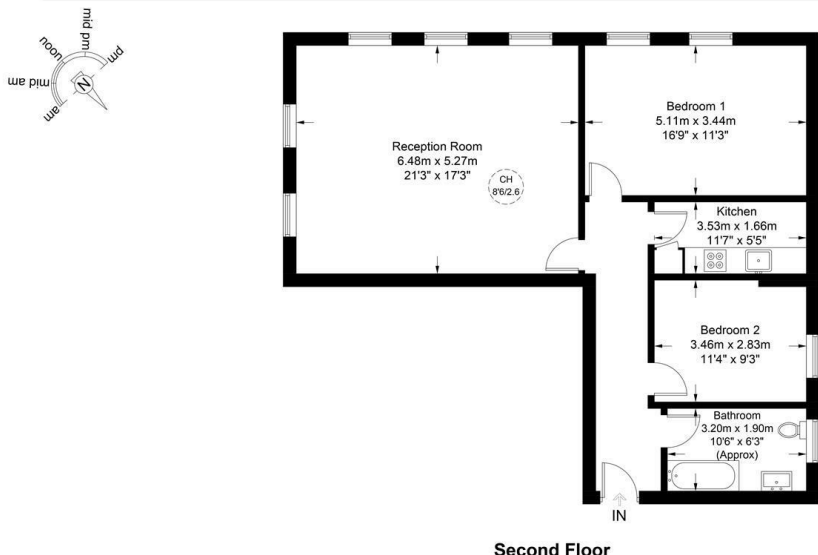 am
mid am
noon
mid pm
pm
N
Reception Room
6.48m x 5.27m
21'3" x 17'3"
CH
8'6/2.6
Bedroom 1
5.11m x 3.44m
16'9" x 11'3"
Kitchen
3.53m x 1.66m
11'7" x 5'5"
Bedroom 2
3.46m x 2.83m
11'4" x 9'3"
Bathroom
3.20m x 1.90m
10'6" x 6'3"
(Approx)
IN
Second Floor